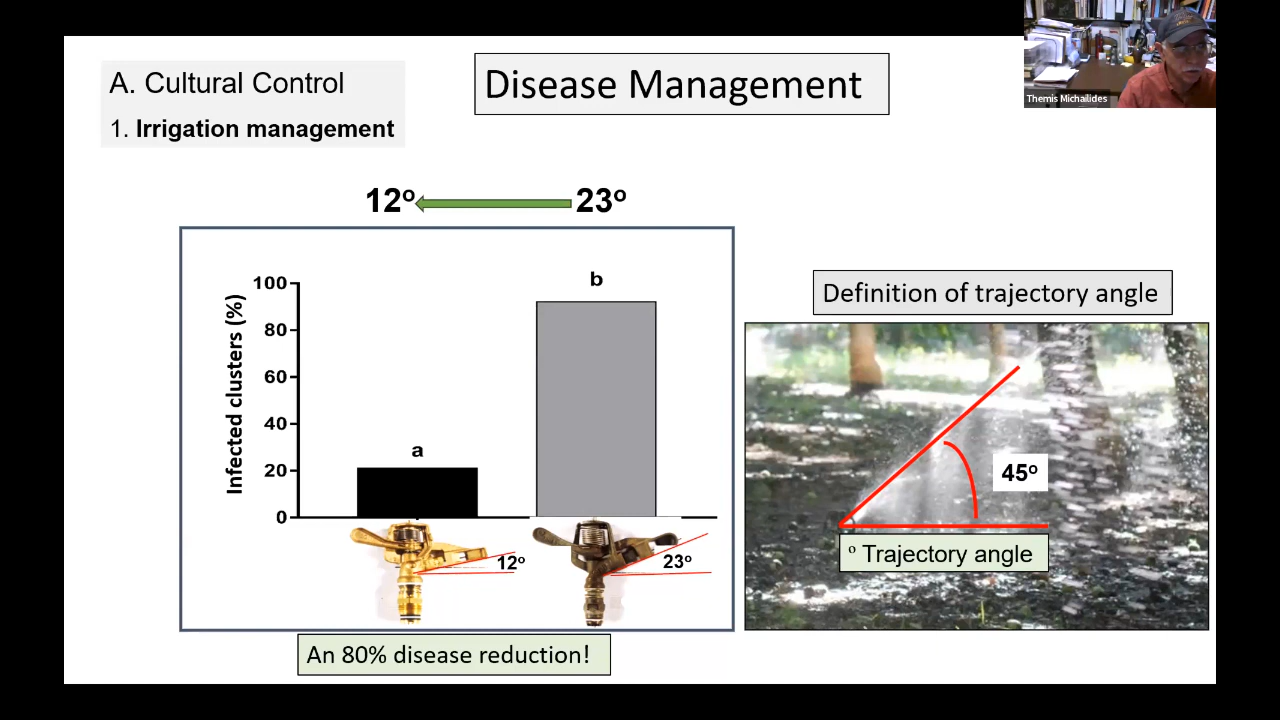 A. Cultural Control
1. Irrigation management
Disease Management
Themis Michailides
12º
23º
Infected clusters (%)
100
80
60
40
20
0
a
b
12º
23º
An 80% disease reduction!
Definition of trajectory angle
45º
º Trajectory angle